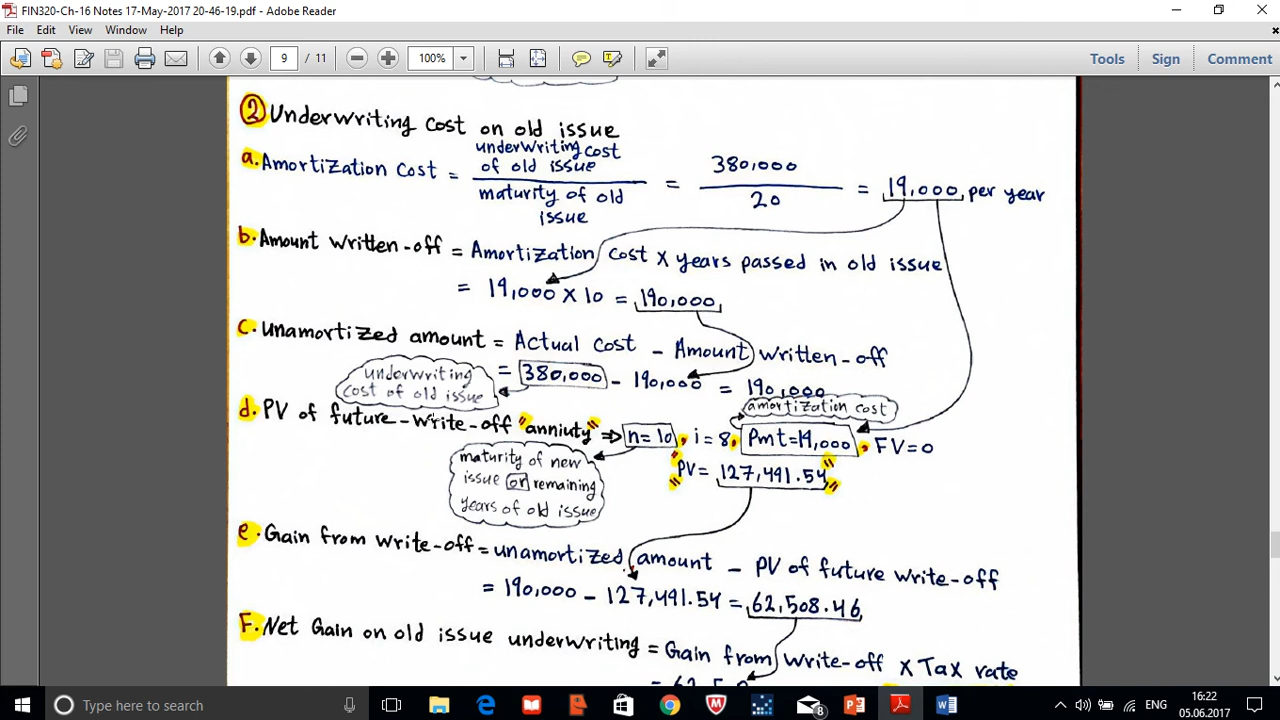 FIN320-Ch-16 Notes 17-May-2017 20-46-19.pdf - Adobe Reader
File Edit View Window Help
9 / 11 100% Tools Sign Comment
② Underwriting Cost on old issue
a. Amortization Cost = underwriting cost of old issue / maturity of old issue = 380,000 / 20 = 19,000 per year
b. Amount written-off = Amortization cost x years passed in old issue
= 19,000 x 10 = 190,000
c. Unamortized amount = Actual cost - Amount written-off
= 380,000 - 190,000 = 190,000
underwriting
cost of old issue
amortization cost
d. PV of future-write-off "anniuty" ⇒ n=10, i=8, Pmt=19,000, FV=0
"PV= 127,491.54"
maturity of new
issue or remaining
years of old issue
e. Gain from write-off = unamortized amount - PV of future write-off
= 190,000 - 127,491.54 = 62,508.46
F. Net Gain on old issue underwriting = Gain from write-off x Tax rate
Type here to search
8
ENG
16:22
05.06.2017